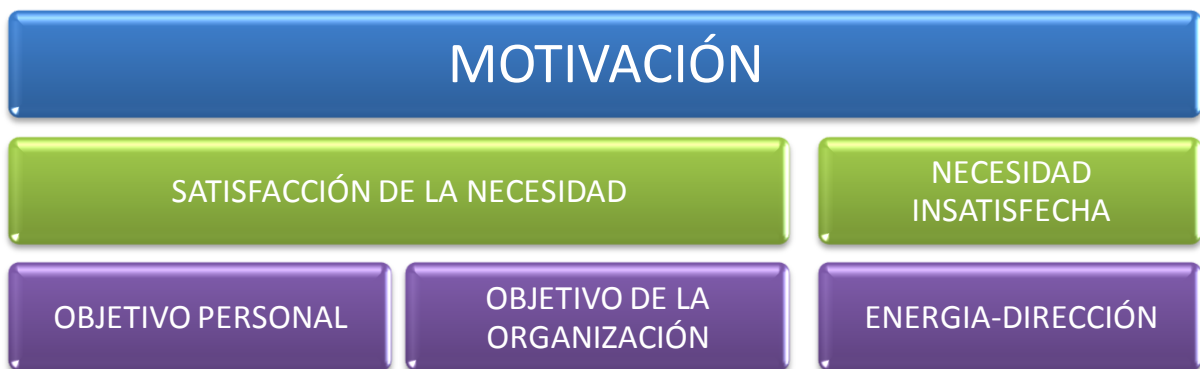 MOTIVACIÓN
SATISFACCIÓN DE LA NECESIDAD
NECESIDAD
INSATISFECHA
OBJETIVO PERSONAL
OBJETIVO DE LA
ORGANIZACIÓN
ENERGIA-DIRECCIÓN